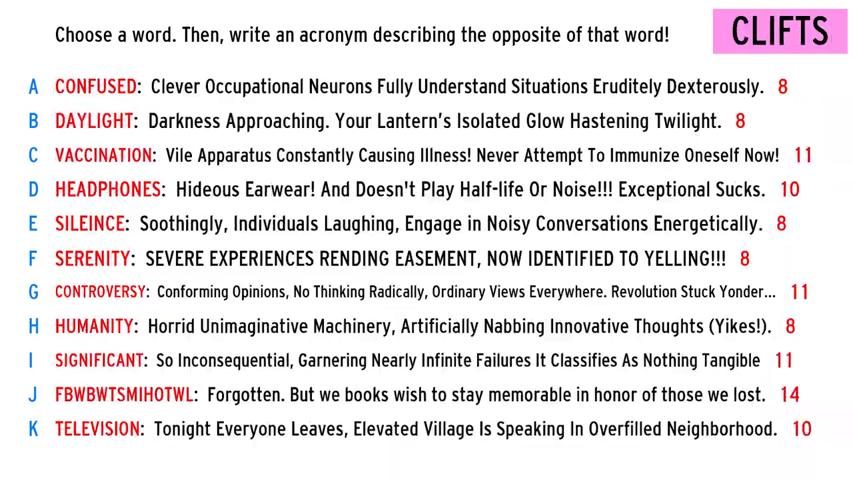 Choose a word. Then, write an acronym describing the opposite of that word!
CLIFTS
A CONFUSED: Clever Occupational Neurons Fully Understand Situations Eruditely Dexterously. 8
B DAYLIGHT: Darkness Approaching. Your Lantern's Isolated Glow Hastening Twilight. 8
C VACCINATION: Vile Apparatus Constantly Causing Illness! Never Attempt To Immunize Oneself Now! 11
D HEADPHONES: Hideous Earwear! And Doesn't Play Half-life Or Noise!!! Exceptional Sucks. 10
E SILEINCE: Soothingly, Individuals Laughing, Engage in Noisy Conversations Energetically. 8
F SERENITY: SEVERE EXPERIENCES RENDING EASEMENT, NOW IDENTIFIED TO YELLING!!! 8
G CONTROVERSY: Conforming Opinions, No Thinking Radically, Ordinary Views Everywhere. Revolution Stuck Yonder... 11
H HUMANITY: Horrid Unimaginative Machinery, Artificially Nabbing Innovative Thoughts (Yikes!). 8
I SIGNIFICANT: So Inconsequential, Garnering Nearly Infinite Failures It Classifies As Nothing Tangible 11
J FBWBWTSMIHOTWL: Forgotten. But we books wish to stay memorable in honor of those we lost. 14
K TELEVISION: Tonight Everyone Leaves, Elevated Village Is Speaking In Overfilled Neighborhood. 10